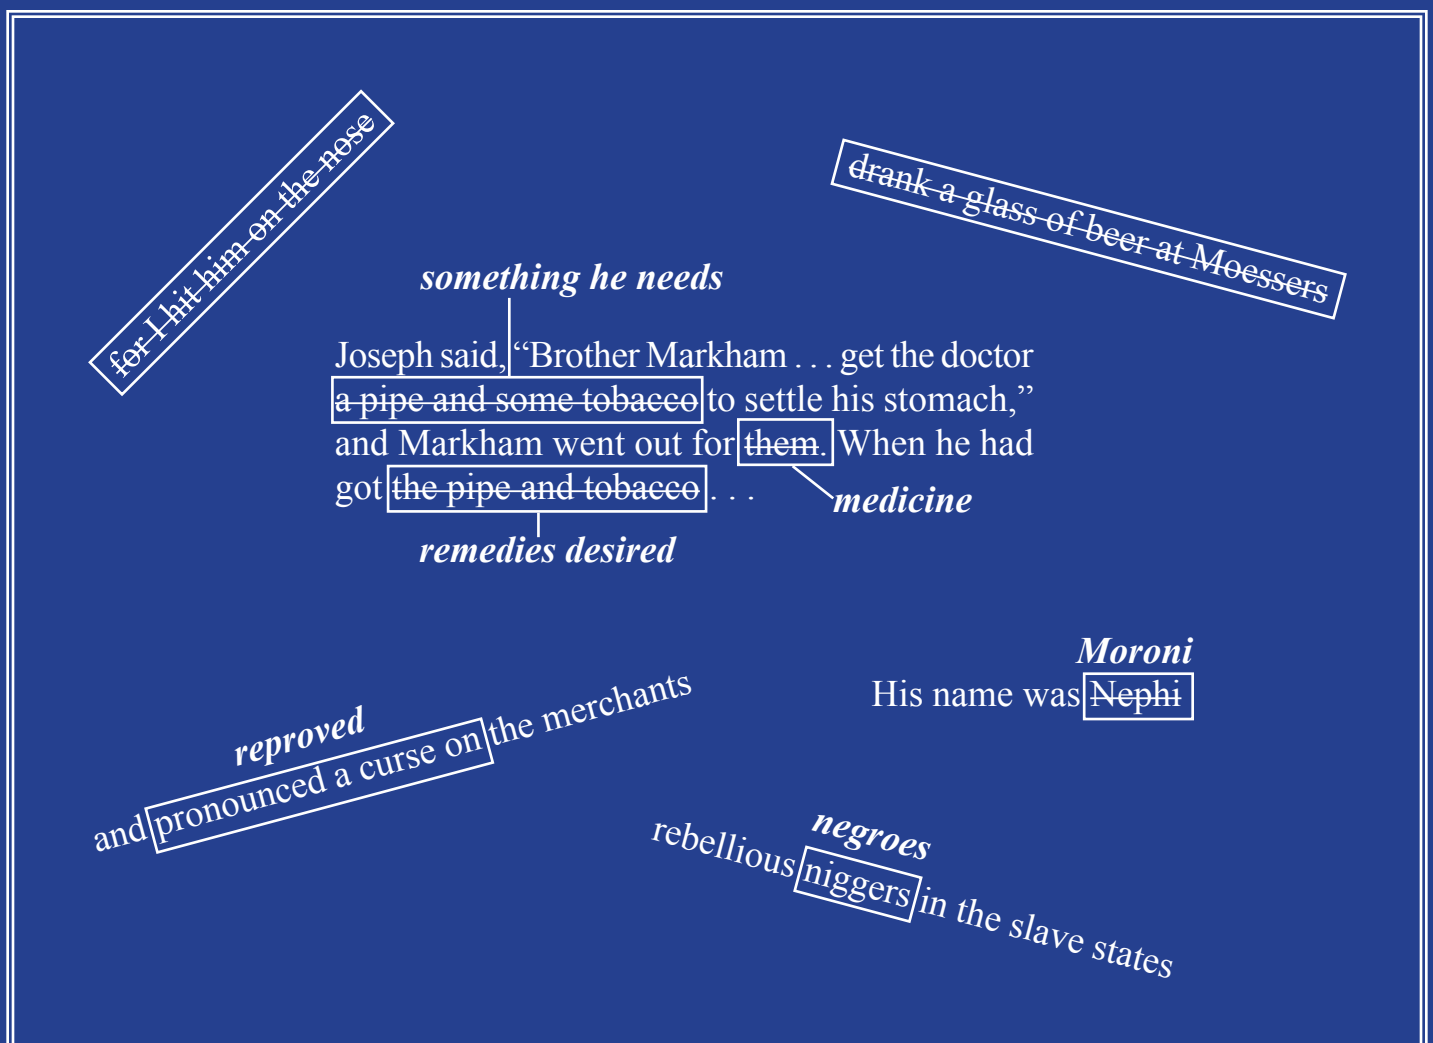 for I hit him on the nose
drank a glass of beer at Moessers
something he needs
Joseph said, “Brother Markham . . . get the doctor
a pipe and some tobacco to settle his stomach,”
and Markham went out for them. When he had
got the pipe and tobacco . . .
medicine
remedies desired
Moroni
His name was Nephi
reproved
and pronounced a curse on the merchants
negroes
rebellious niggers in the slave states